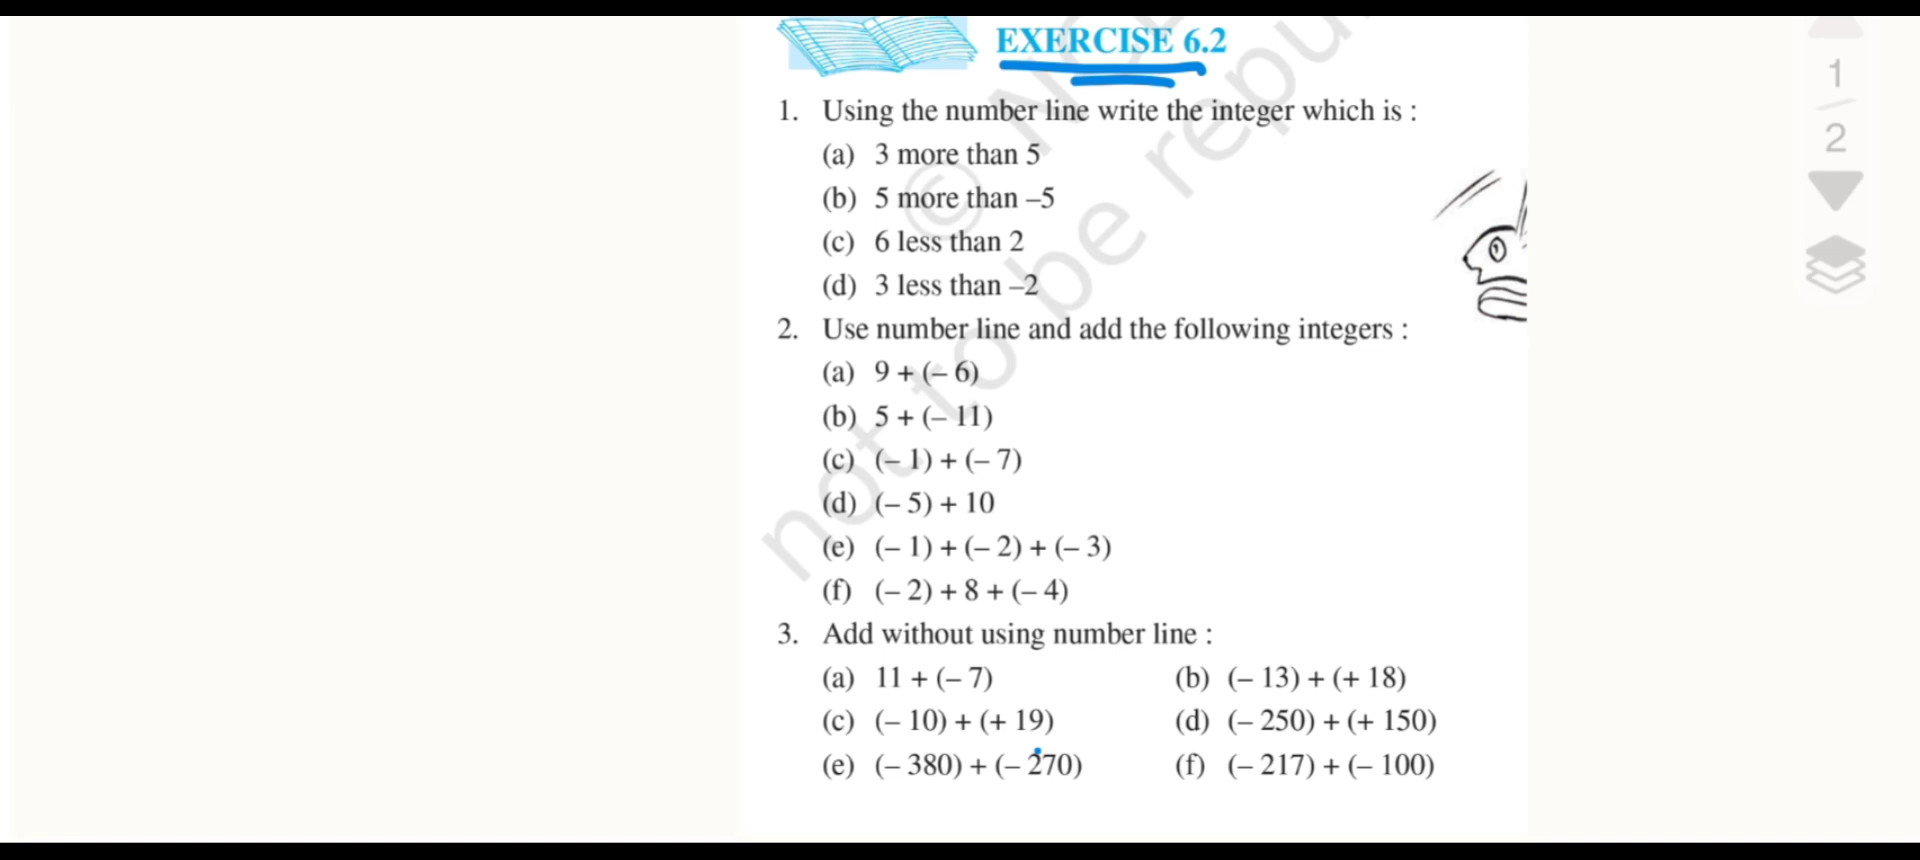 EXERCISE 6.2
1. Using the number line write the integer which is :
(a) 3 more than 5
(b) 5 more than –5
(c) 6 less than 2
(d) 3 less than –2
2. Use number line and add the following integers :
(a) 9 + (– 6)
(b) 5 + (– 11)
(c) (– 1) + (– 7)
(d) (– 5) + 10
(e) (– 1) + (– 2) + (– 3)
(f) (– 2) + 8 + (– 4)
3. Add without using number line :
(a) 11 + (– 7) (b) (– 13) + (+ 18)
(c) (– 10) + (+ 19) (d) (– 250) + (+ 150)
(e) (– 380) + (– 270) (f) (– 217) + (– 100)
not to be
1
2